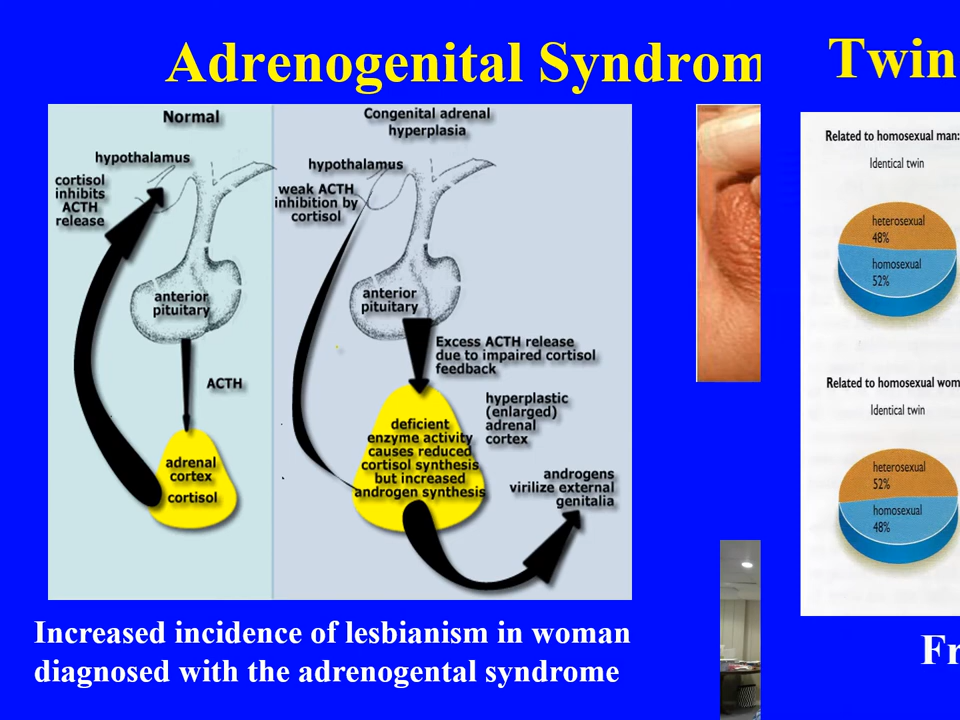 Adrenogenital Syndrom
Normal
hypothalamus
cortisol
inhibits
ACTH
release
anterior
pituitary
ACTH
adrenal
cortex
cortisol
Congenital adrenal
hyperplasia
hypothalamus
weak ACTH
inhibition by
cortisol
anterior
pituitary
Excess ACTH release
due to impaired cortisol
feedback
hyperplastic
(enlarged)
adrenal
cortex
deficient
enzyme activity
causes reduced
cortisol synthesis
but increased
androgen synthesis
androgens
virilize external
genitalia
Increased incidence of lesbianism in woman
diagnosed with the adrenogental syndrome
Twin
Related to homosexual man:
Identical twin
heterosexual
48%
homosexual
52%
Related to homosexual wom
Identical twin
heterosexual
52%
homosexual
48%
Fr